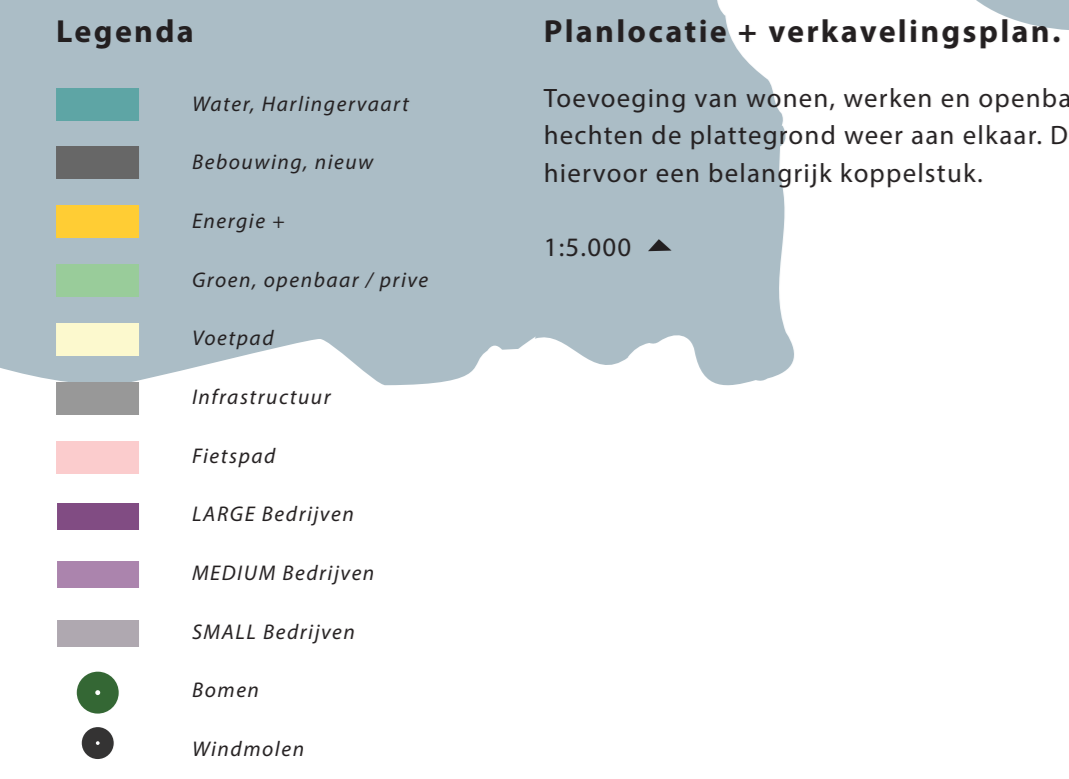 Legenda
Water, Harlingervaart
Bebouwing, nieuw
Energie +
Groen, openbaar / prive
Voetpad
Infrastructuur
Fietspad
LARGE Bedrijven
MEDIUM Bedrijven
SMALL Bedrijven
Bomen
Windmolen
Planlocatie + verkavelingsplan.
Toevoeging van wonen, werken en
hechten de plattegrond weer aan elkaar.
hiervoor een belangrijk koppelstuk.
1:5.000